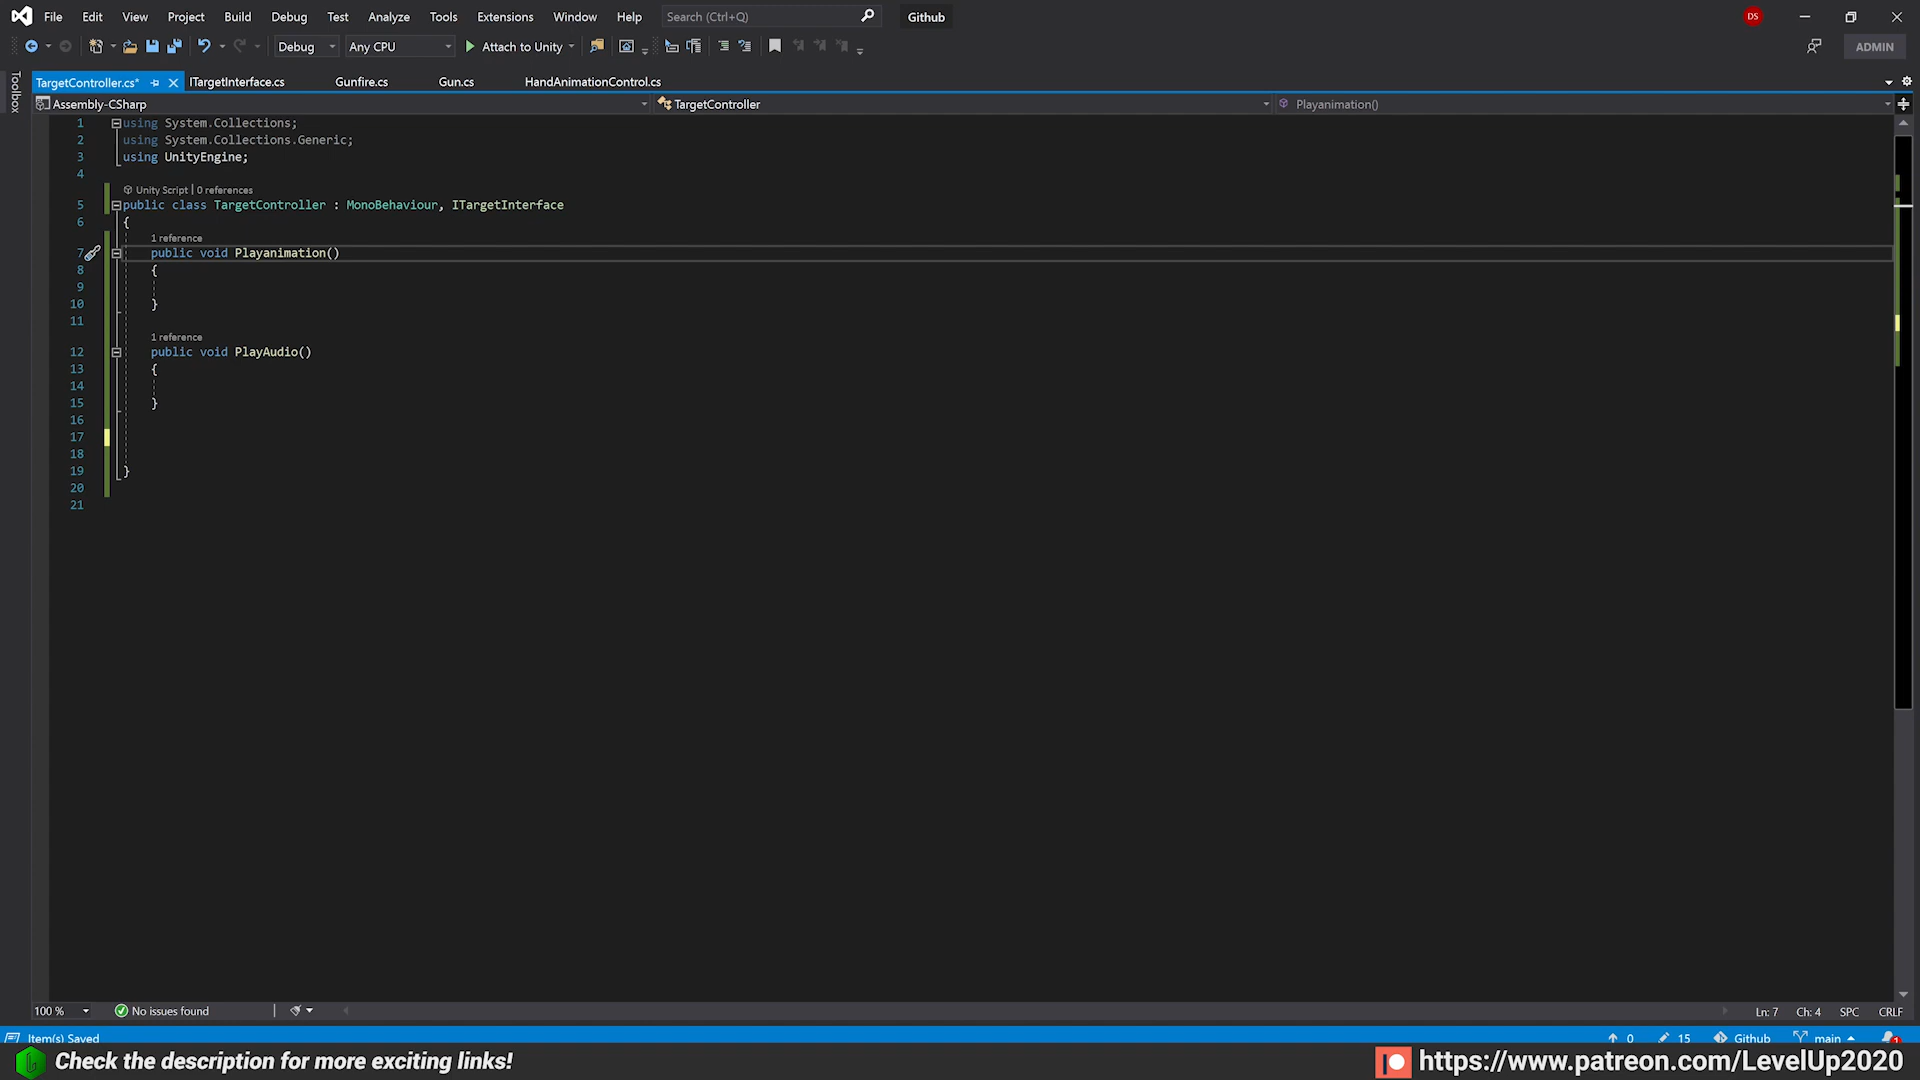 File Edit View Project Build Debug Test Analyze Tools Extensions Window Help Search (Ctrl+Q) Github DS
Debug Any CPU Attach to Unity ADMIN
Toolbox
TargetController.cs* ITargetInterface.cs Gunfire.cs Gun.cs HandAnimationControl.cs
Assembly-CSharp TargetController Playanimation()
1 using System.Collections;
2 using System.Collections.Generic;
3 using UnityEngine;
4
Unity Script | 0 references
5 public class TargetController : MonoBehaviour, ITargetInterface
6 {
1 reference
7 public void Playanimation()
8 {
9
10 }
11
1 reference
12 public void PlayAudio()
13 {
14
15 }
16
17
18
19 }
20
21
100 % No issues found Ln: 7 Ch: 4 SPC CRLF
Item(s) Saved 0 15 Github main 1
Check the description for more exciting links! https://www.patreon.com/LevelUp2020